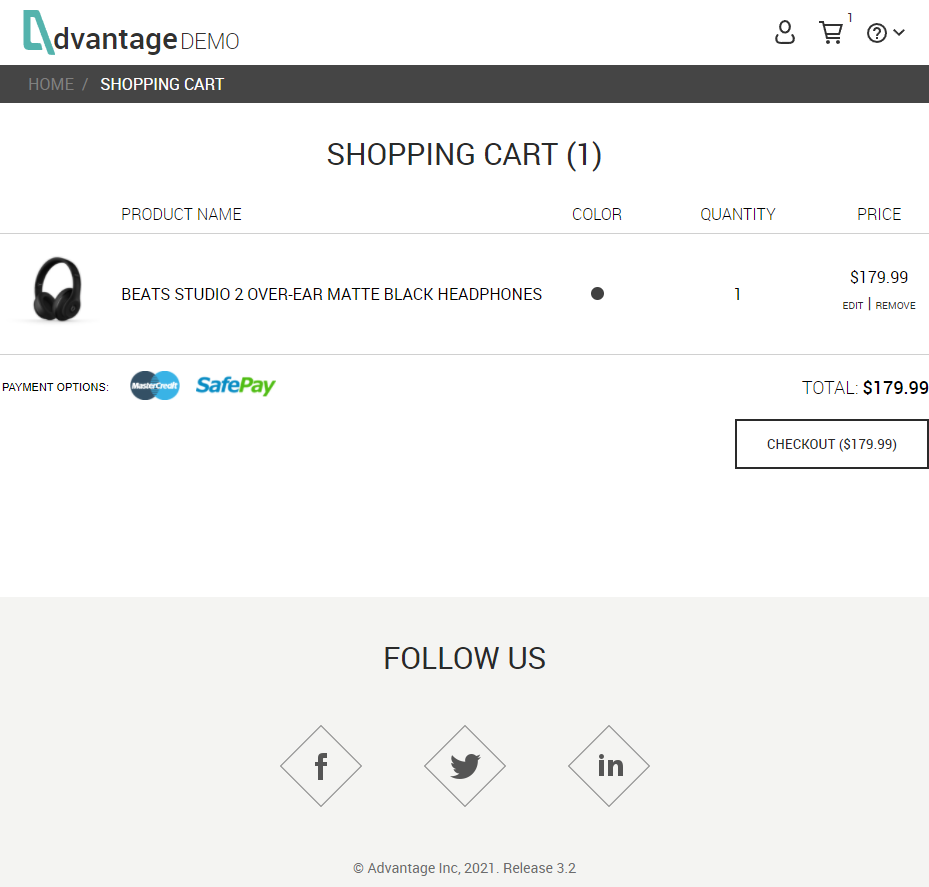 dvantage DEMO
1
HOME / SHOPPING CART
SHOPPING CART (1)
PRODUCT NAME COLOR QUANTITY PRICE
BEATS STUDIO 2 OVER-EAR MATTE BLACK HEADPHONES 1 $179.99
EDIT | REMOVE
PAYMENT OPTIONS: MasterCredit SafePay TOTAL: $179.99
CHECKOUT ($179.99)
FOLLOW US
f in
© Advantage Inc, 2021. Release 3.2